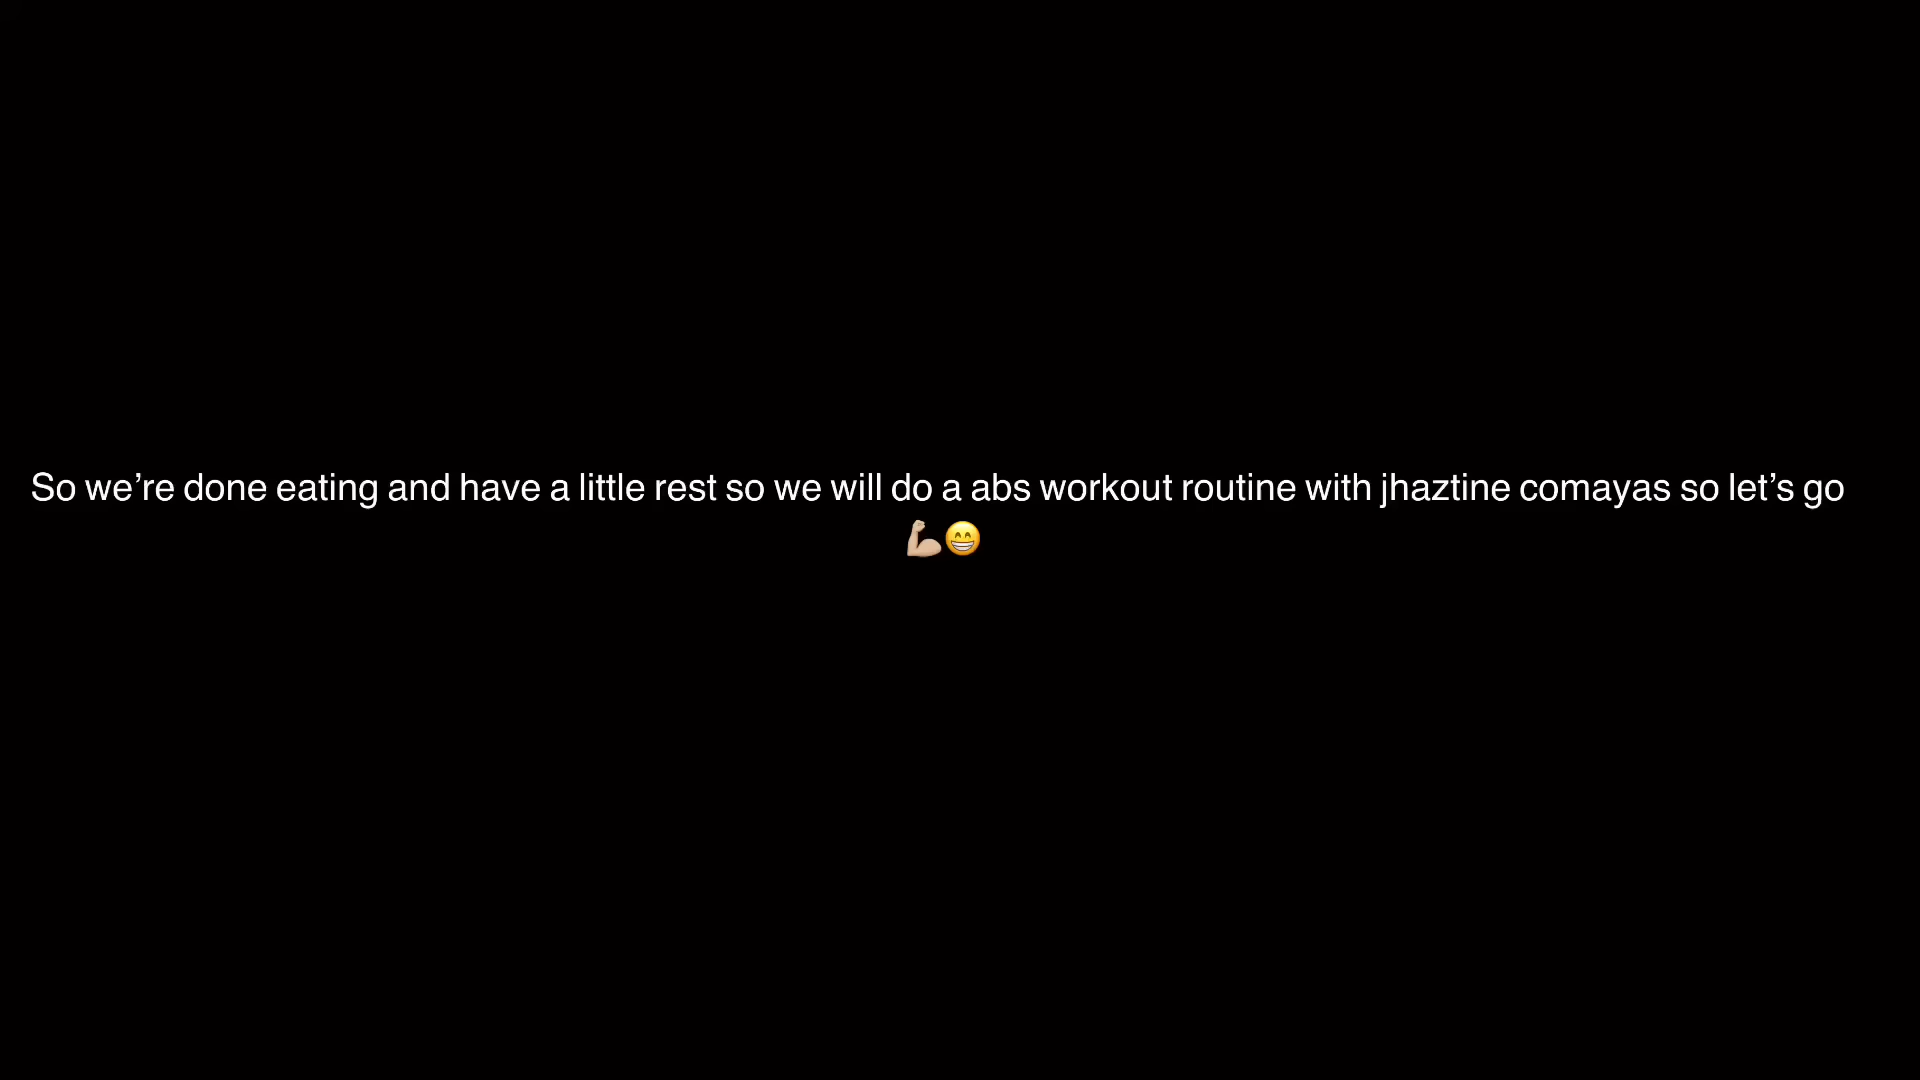 So we’re done eating and have a little rest so we will do a abs workout routine with jhaztine comayas so let’s go
💪🏼😁